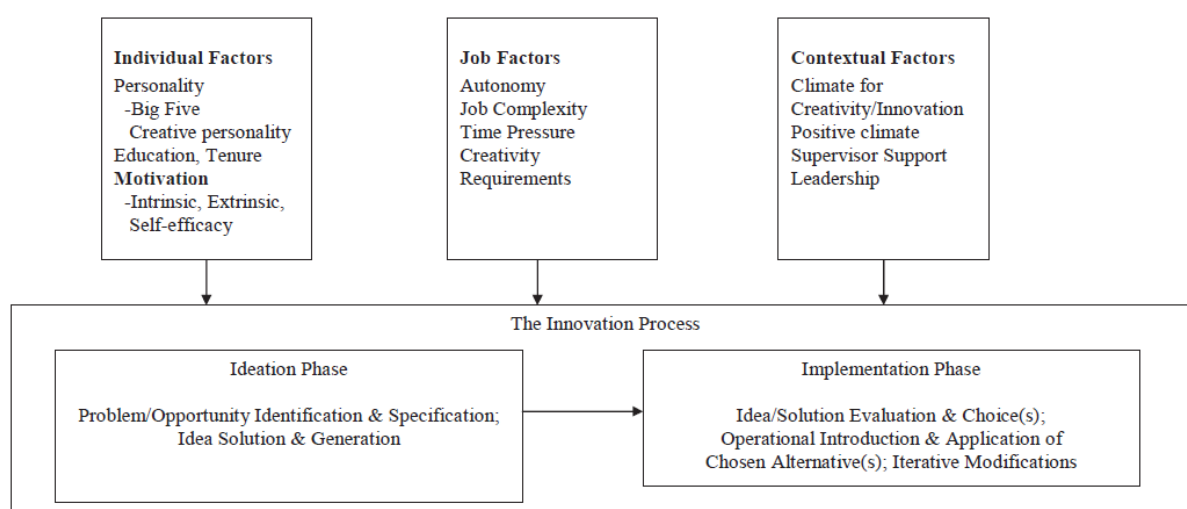 Individual Factors
Personality
-Big Five
Creative personality
Education, Tenure
Motivation
-Intrinsic, Extrinsic,
Self-efficacy
Job Factors
Autonomy
Job Complexity
Time Pressure
Creativity
Requirements
Contextual Factors
Climate for
Creativity/Innovation
Positive climate
Supervisor Support
Leadership
The Innovation Process
Ideation Phase
Problem/Opportunity Identification & Specification;
Idea Solution & Generation
Implementation Phase
Idea/Solution Evaluation & Choice(s);
Operational Introduction & Application of
Chosen Alternative(s); Iterative Modifications